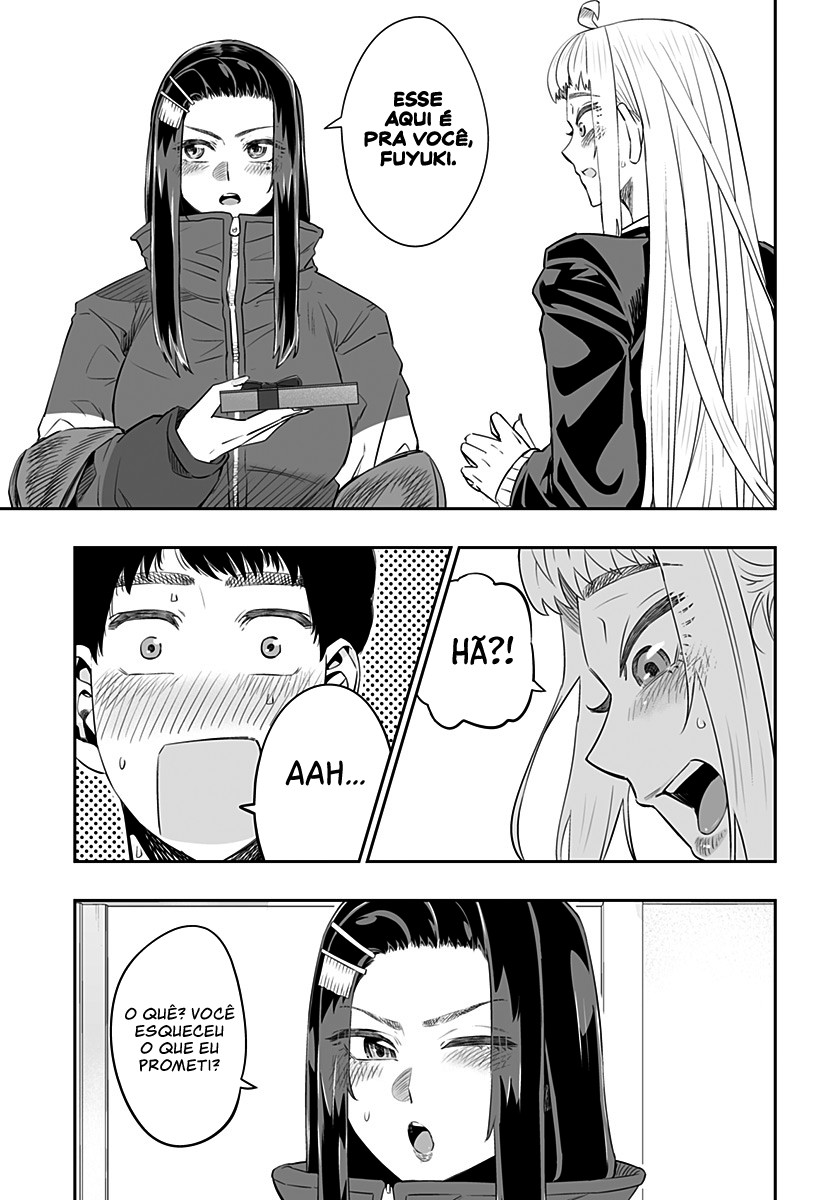 ESSE
AQUI É
PRA VOCÊ,
FUYUKI.
HÃ?!
AAH...
O QUÊ? VOCÊ
ESQUECEU
O QUE EU
PROMETI?